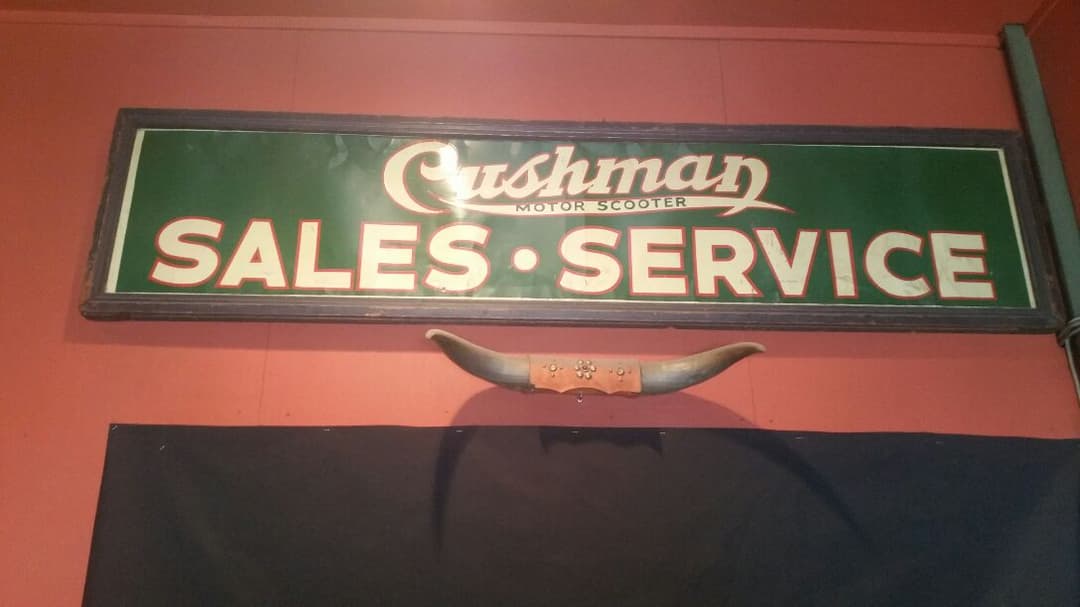 Cushman
MOTOR SCOOTER
SALES • SERVICE